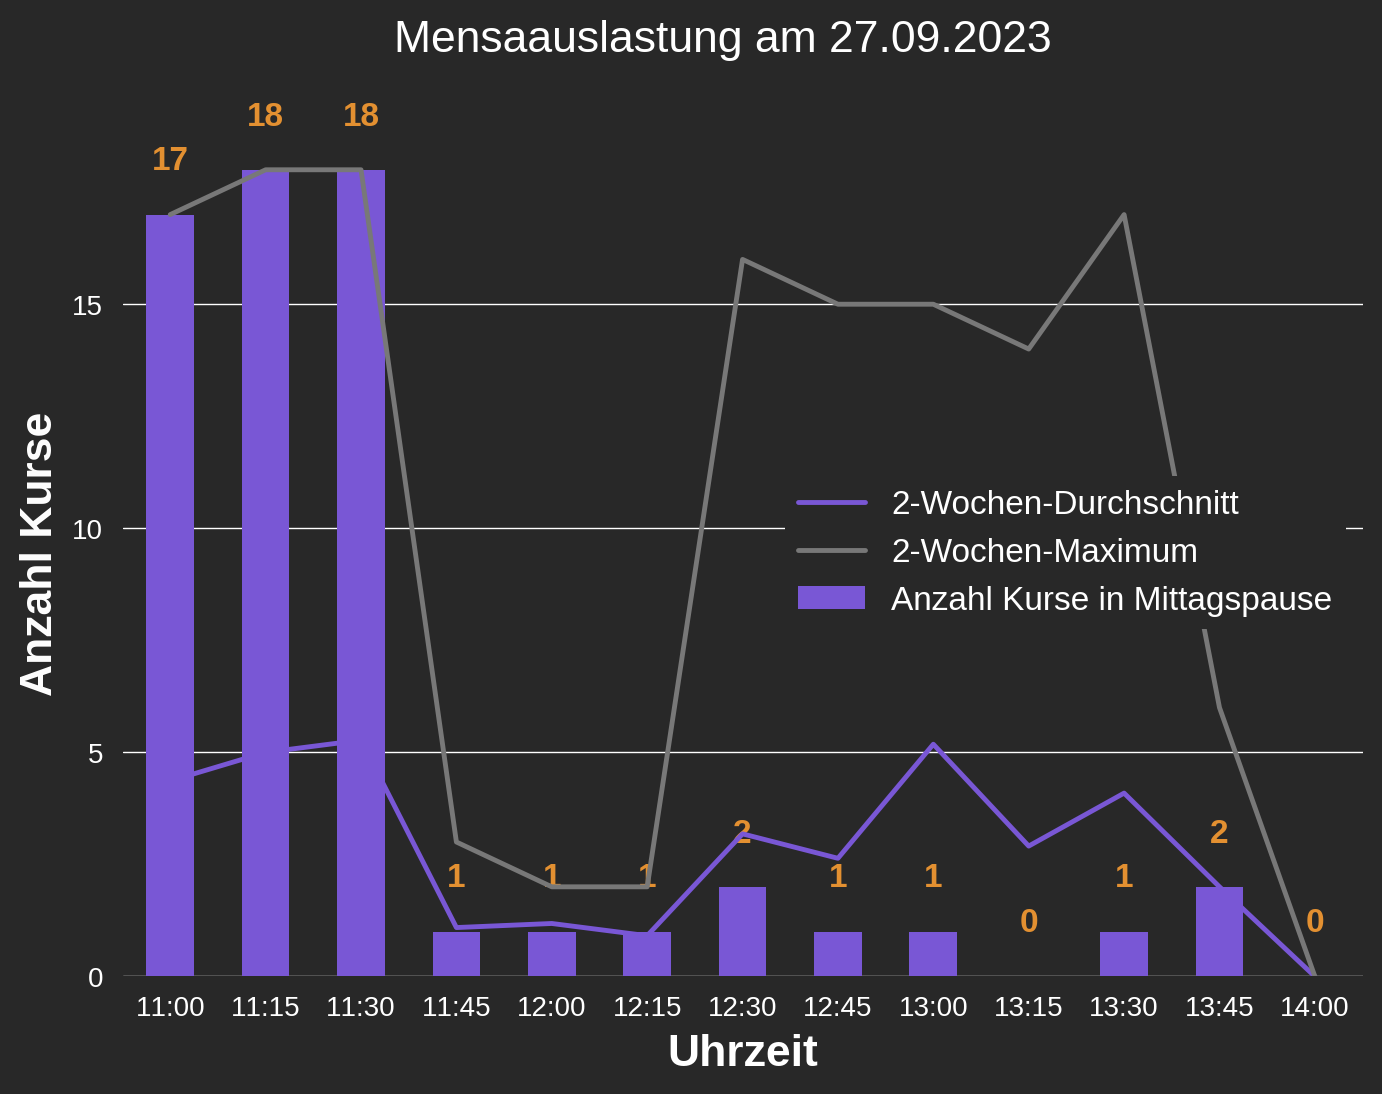 Mensaauslastung am 27.09.2023
17 18 18 1 1 1 2 1 1 0 1 2 0
15
10
5
0
Anzahl Kurse
2-Wochen-Durchschnitt
2-Wochen-Maximum
Anzahl Kurse in Mittagspause
11:00 11:15 11:30 11:45 12:00 12:15 12:30 12:45 13:00 13:15 13:30 13:45 14:00
Uhrzeit